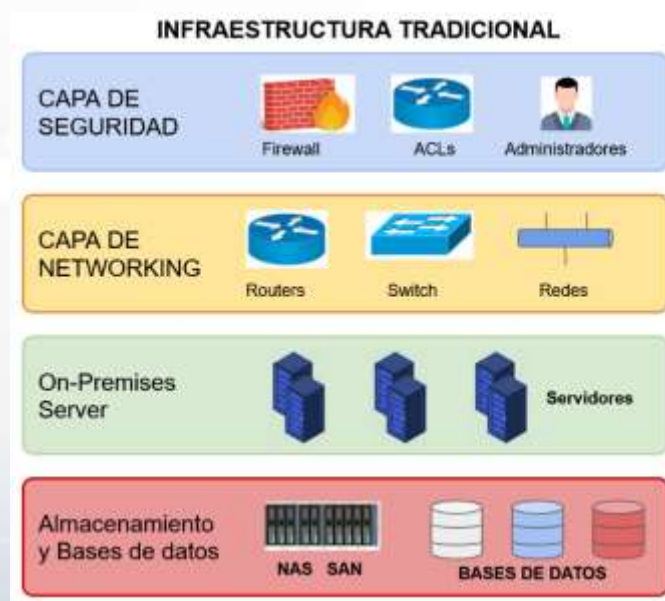 INFRAESTRUCTURA TRADICIONAL
CAPA DE
SEGURIDAD
Firewall
ACLs
Administradores
CAPA DE
NETWORKING
Routers
Switch
Redes
On-Premises
Server
Servidores
Almacenamiento
y Bases de datos
NAS SAN
BASES DE DATOS